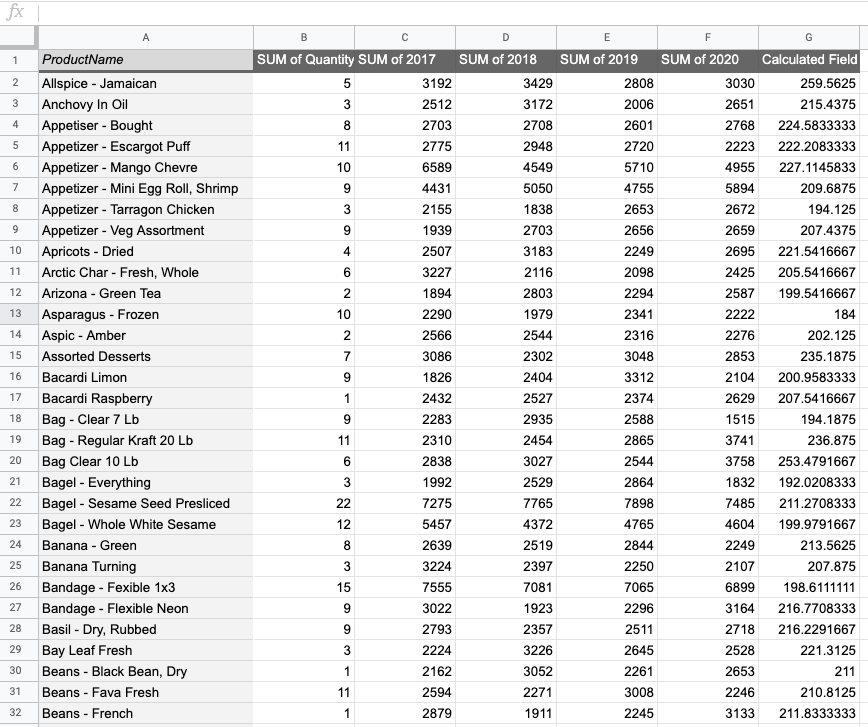 fx
A B C D E F G
1 ProductName SUM of Quantity SUM of 2017 SUM of 2018 SUM of 2019 SUM of 2020 Calculated Field
2 Allspice - Jamaican 5 3192 3429 2808 3030 259.5625
3 Anchovy In Oil 3 2512 3172 2006 2651 215.4375
4 Appetiser - Bought 8 2703 2708 2601 2768 224.5833333
5 Appetizer - Escargot Puff 11 2775 2948 2720 2223 222.2083333
6 Appetizer - Mango Chevre 10 6589 4549 5710 4955 227.1145833
7 Appetizer - Mini Egg Roll, Shrimp 9 4431 5050 4755 5894 209.6875
8 Appetizer - Tarragon Chicken 3 2155 1838 2653 2672 194.125
9 Appetizer - Veg Assortment 9 1939 2703 2656 2659 207.4375
10 Apricots - Dried 4 2507 3183 2249 2695 221.5416667
11 Arctic Char - Fresh, Whole 6 3227 2116 2098 2425 205.5416667
12 Arizona - Green Tea 2 1894 2803 2294 2587 199.5416667
13 Asparagus - Frozen 10 2290 1979 2341 2222 184
14 Aspic - Amber 2 2566 2544 2316 2276 202.125
15 Assorted Desserts 7 3086 2302 3048 2853 235.1875
16 Bacardi Limon 9 1826 2404 3312 2104 200.9583333
17 Bacardi Raspberry 1 2432 2527 2374 2629 207.5416667
18 Bag - Clear 7 Lb 9 2283 2935 2588 1515 194.1875
19 Bag - Regular Kraft 20 Lb 11 2310 2454 2865 3741 236.875
20 Bag Clear 10 Lb 6 2838 3027 2544 3758 253.4791667
21 Bagel - Everything 3 1992 2529 2864 1832 192.0208333
22 Bagel - Sesame Seed Presliced 22 7275 7765 7898 7485 211.2708333
23 Bagel - Whole White Sesame 12 5457 4372 4765 4604 199.9791667
24 Banana - Green 8 2639 2519 2844 2249 213.5625
25 Banana Turning 3 3224 2397 2250 2107 207.875
26 Bandage - Fexible 1x3 15 7555 7081 7065 6899 198.6111111
27 Bandage - Flexible Neon 9 3022 1923 2296 3164 216.7708333
28 Basil - Dry, Rubbed 9 2793 2357 2511 2718 216.2291667
29 Bay Leaf Fresh 3 2224 3226 2645 2528 221.3125
30 Beans - Black Bean, Dry 1 2162 3052 2261 2653 211
31 Beans - Fava Fresh 11 2594 2271 3008 2246 210.8125
32 Beans - French 1 2879 1911 2245 3133 211.8333333